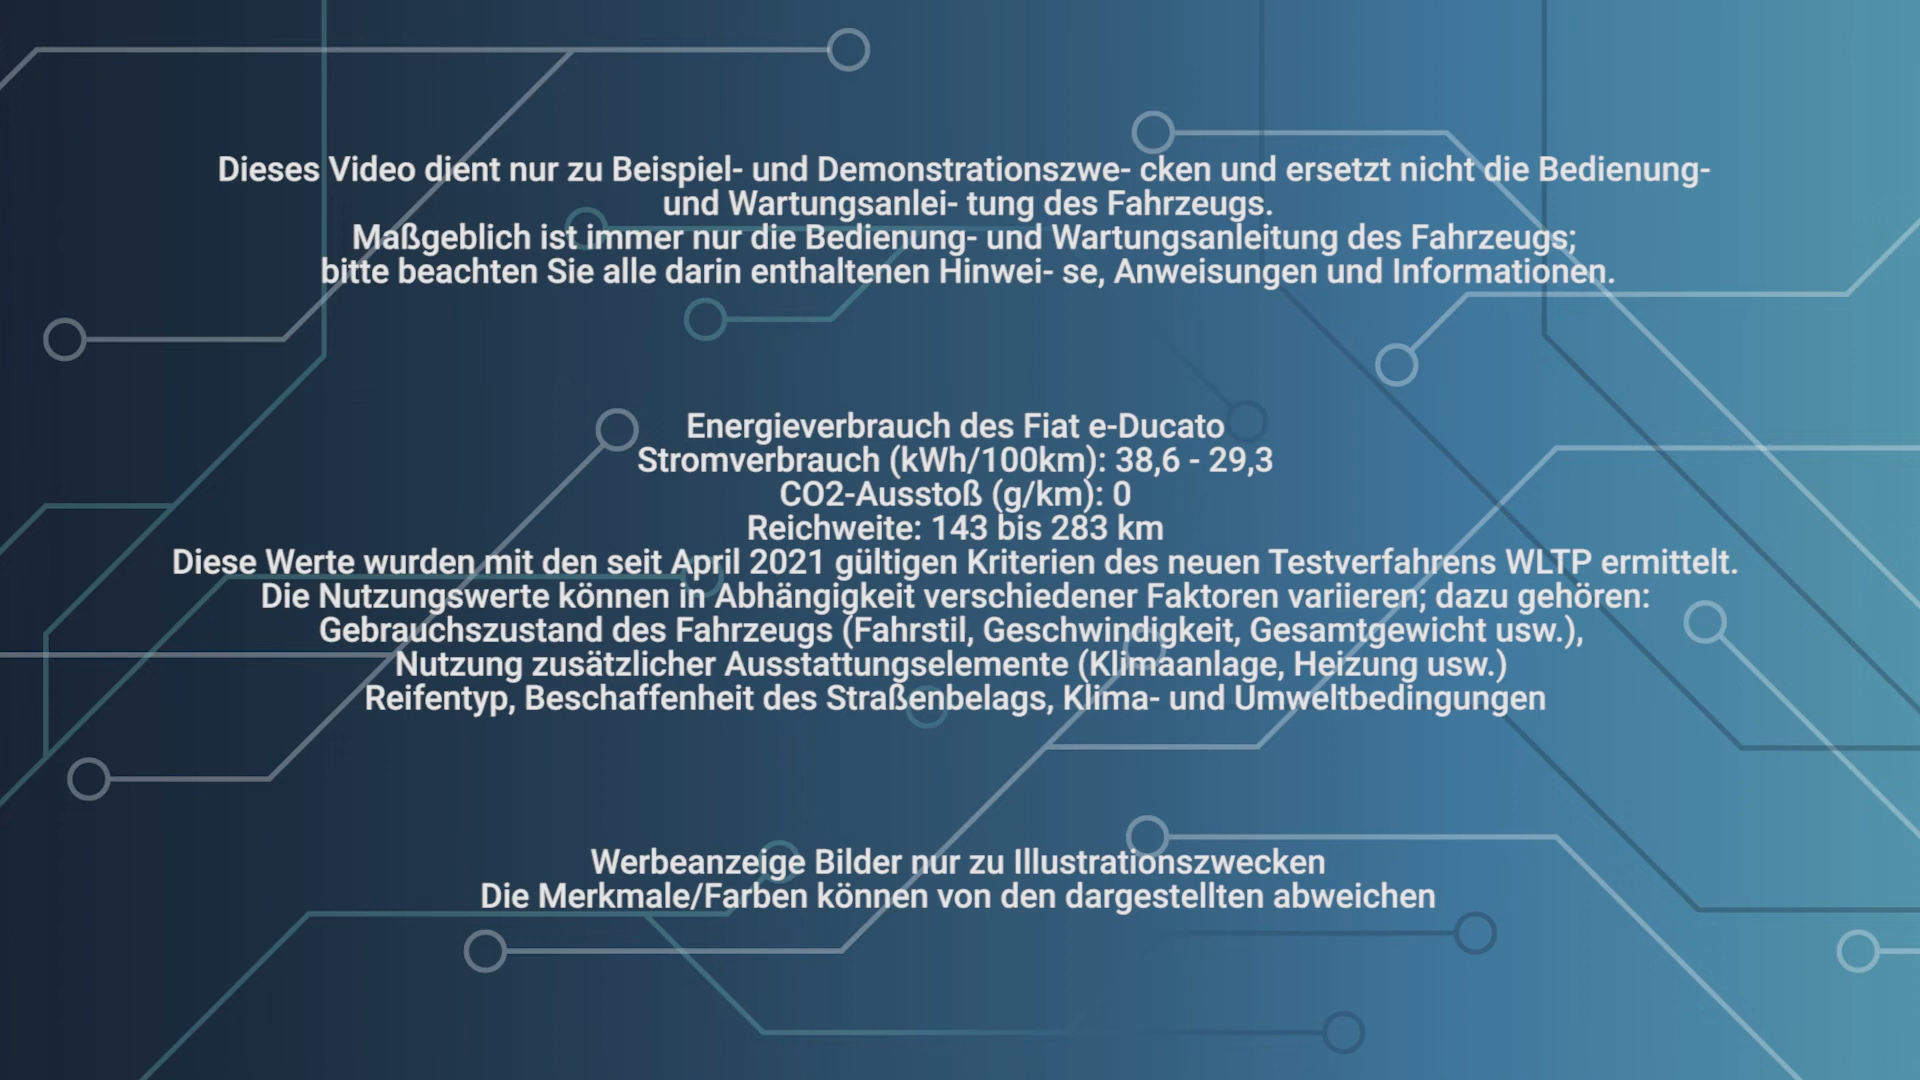 Dieses Video dient nur zu Beispiel- und Demonstrationszwe- cken und ersetzt nicht die Bedienung-
und Wartungsanlei- tung des Fahrzeugs.
Maßgeblich ist immer nur die Bedienung- und Wartungsanleitung des Fahrzeugs;
bitte beachten Sie alle darin enthaltenen Hinwei- se, Anweisungen und Informationen.
Energieverbrauch des Fiat e-Ducato
Stromverbrauch (kWh/100km): 38,6 - 29,3
CO2-Ausstoß (g/km): 0
Reichweite: 143 bis 283 km
Diese Werte wurden mit den seit April 2021 gültigen Kriterien des neuen Testverfahrens WLTP ermittelt.
Die Nutzungswerte können in Abhängigkeit verschiedener Faktoren variieren; dazu gehören:
Gebrauchszustand des Fahrzeugs (Fahrstil, Geschwindigkeit, Gesamtgewicht usw.),
Nutzung zusätzlicher Ausstattungselemente (Klimaanlage, Heizung usw.)
Reifentyp, Beschaffenheit des Straßenbelags, Klima- und Umweltbedingungen
Werbeanzeige Bilder nur zu Illustrationszwecken
Die Merkmale/Farben können von den dargestellten abweichen